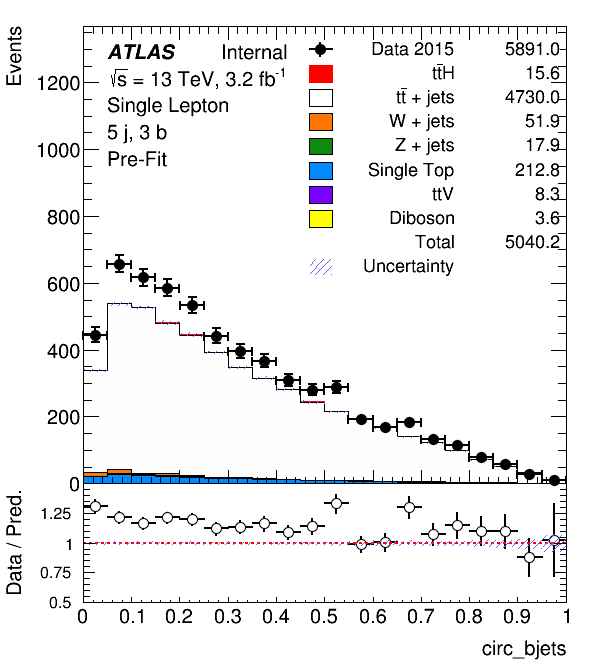 Events
ATLAS Internal
√s = 13 TeV, 3.2 fb⁻¹
Single Lepton
5 j, 3 b
Pre-Fit
Data 2015 5891.0
tt̄H 15.6
tt̄ + jets 4730.0
W + jets 51.9
Z + jets 17.9
Single Top 212.8
ttV 8.3
Diboson 3.6
Total 5040.2
Uncertainty
1200
1000
800
600
400
200
0
Data / Pred.
1.25
1
0.75
0.5
0 0.1 0.2 0.3 0.4 0.5 0.6 0.7 0.8 0.9 1
circ_bjets